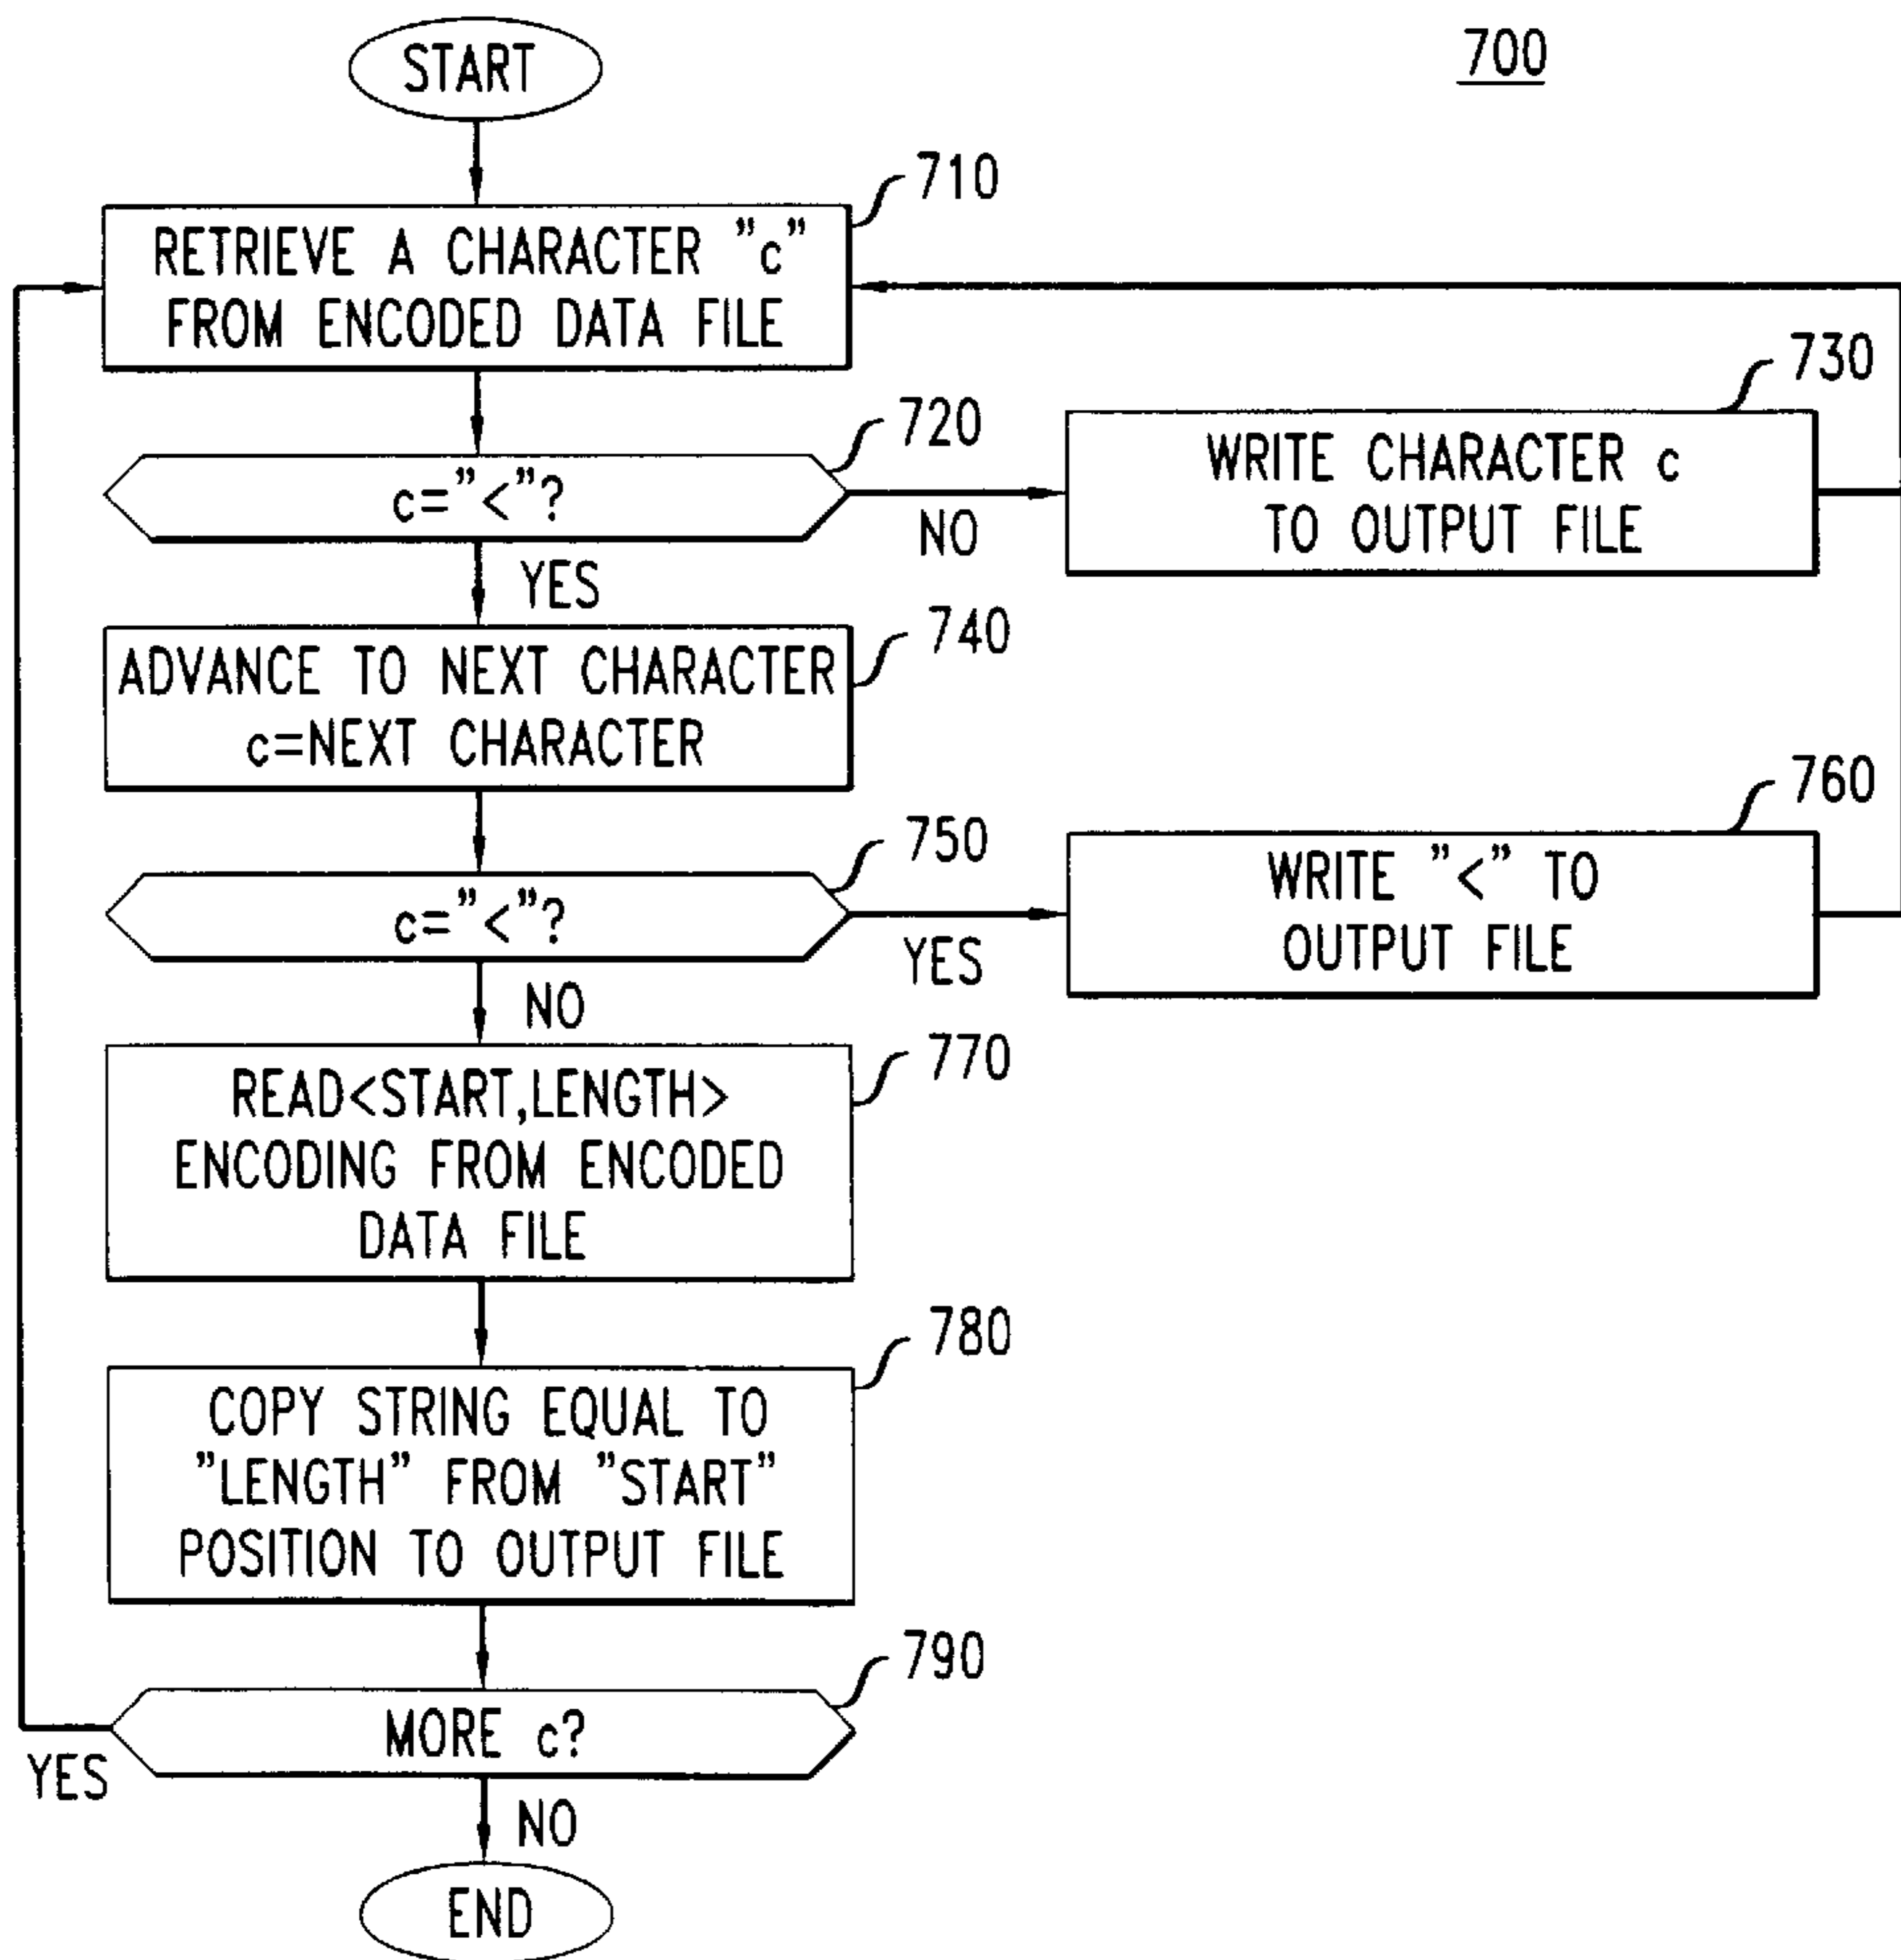 START
700
710
RETRIEVE A CHARACTER "c"
FROM ENCODED DATA FILE
720
c="<"?
NO
YES
730
WRITE CHARACTER c
TO OUTPUT FILE
740
ADVANCE TO NEXT CHARACTER
c=NEXT CHARACTER
750
c="<"?
YES
NO
760
WRITE "<" TO
OUTPUT FILE
770
READ<START,LENGTH>
ENCODING FROM ENCODED
DATA FILE
780
COPY STRING EQUAL TO
"LENGTH" FROM "START"
POSITION TO OUTPUT FILE
790
MORE c?
YES
NO
END